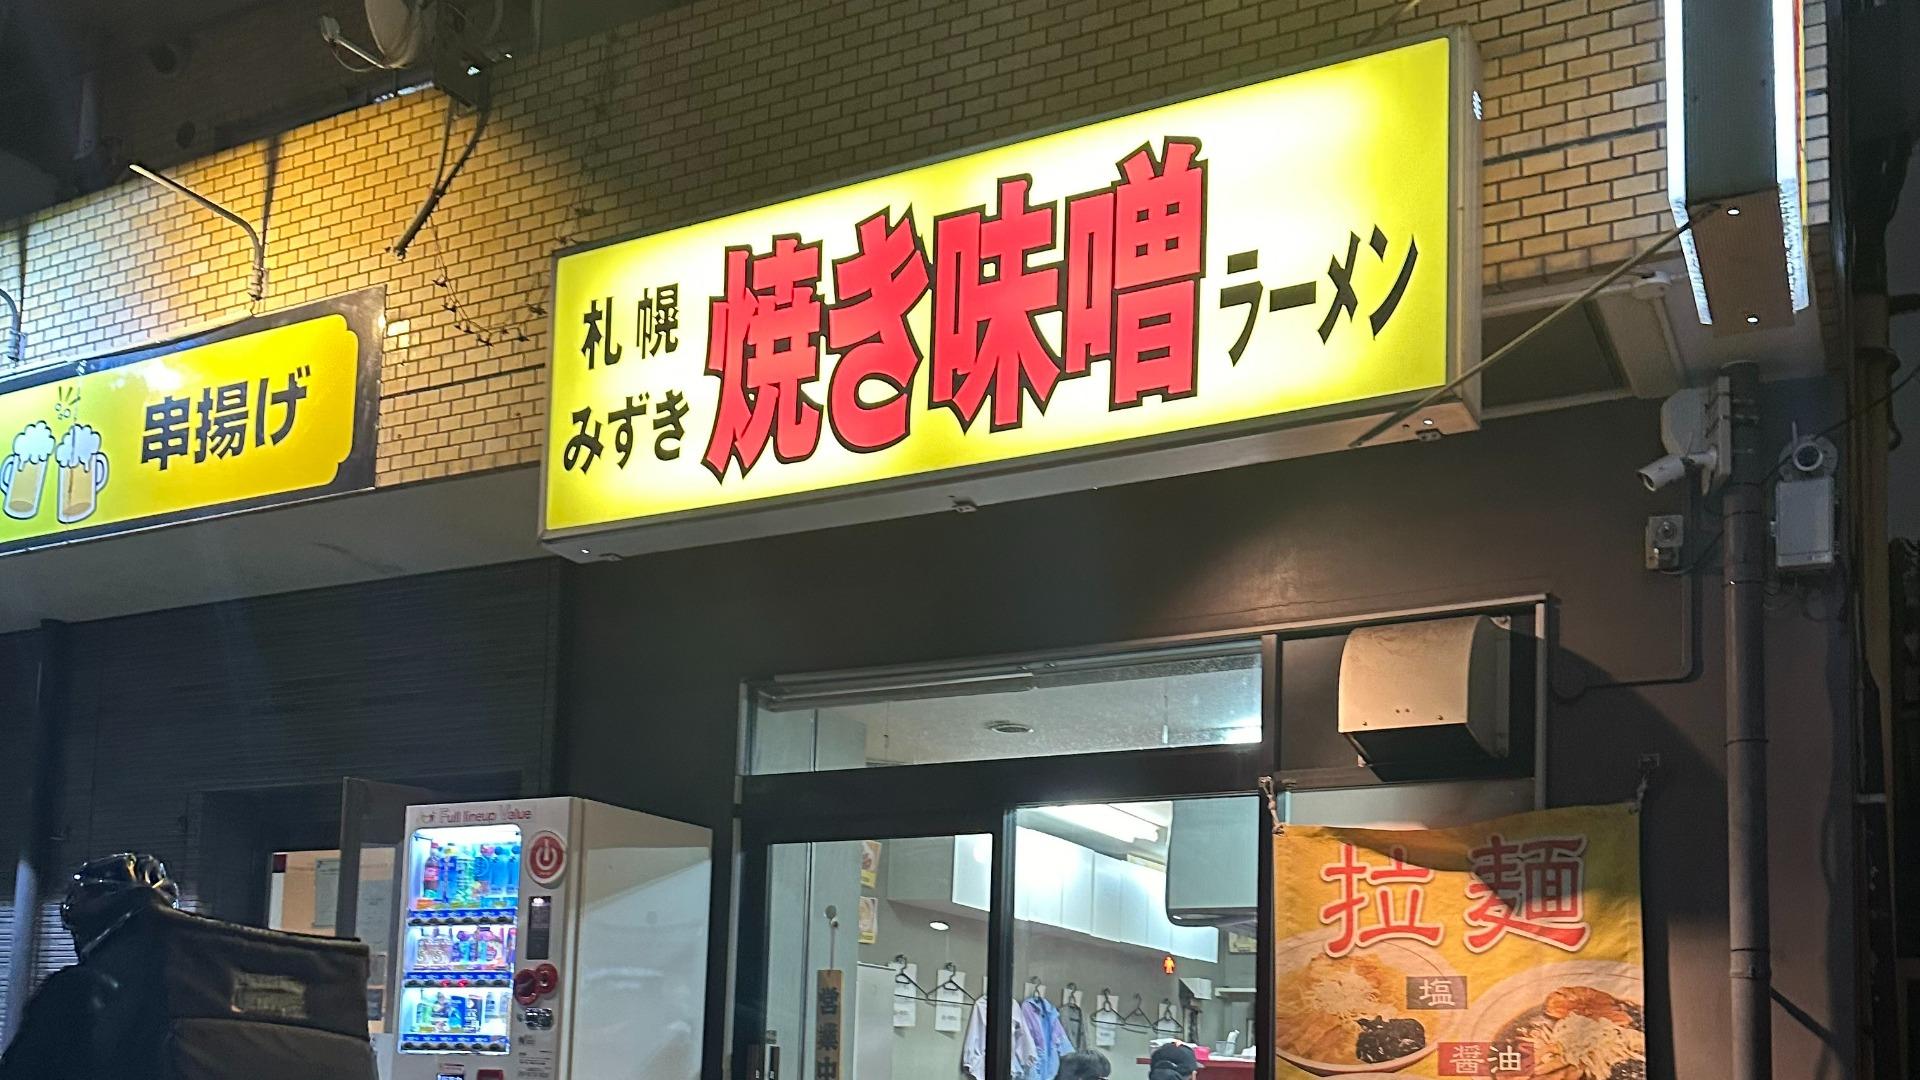 札幌
みずき
焼き味噌
ラーメン
串揚げ
Full lineup Value
営業中
拉麺
塩
醤油